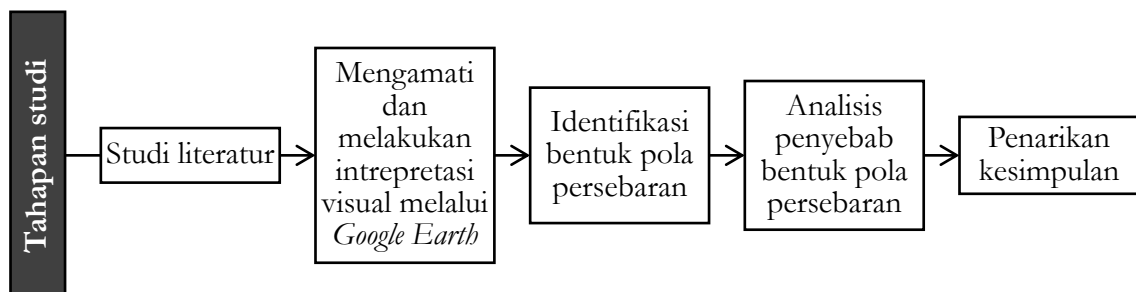 Tahapan studi
Studi literatur
Mengamati
dan
melakukan
intrepretasi
visual melalui
Google Earth
Identifikasi
bentuk pola
persebaran
Analisis
penyebab
bentuk pola
persebaran
Penarikan
kesimpulan